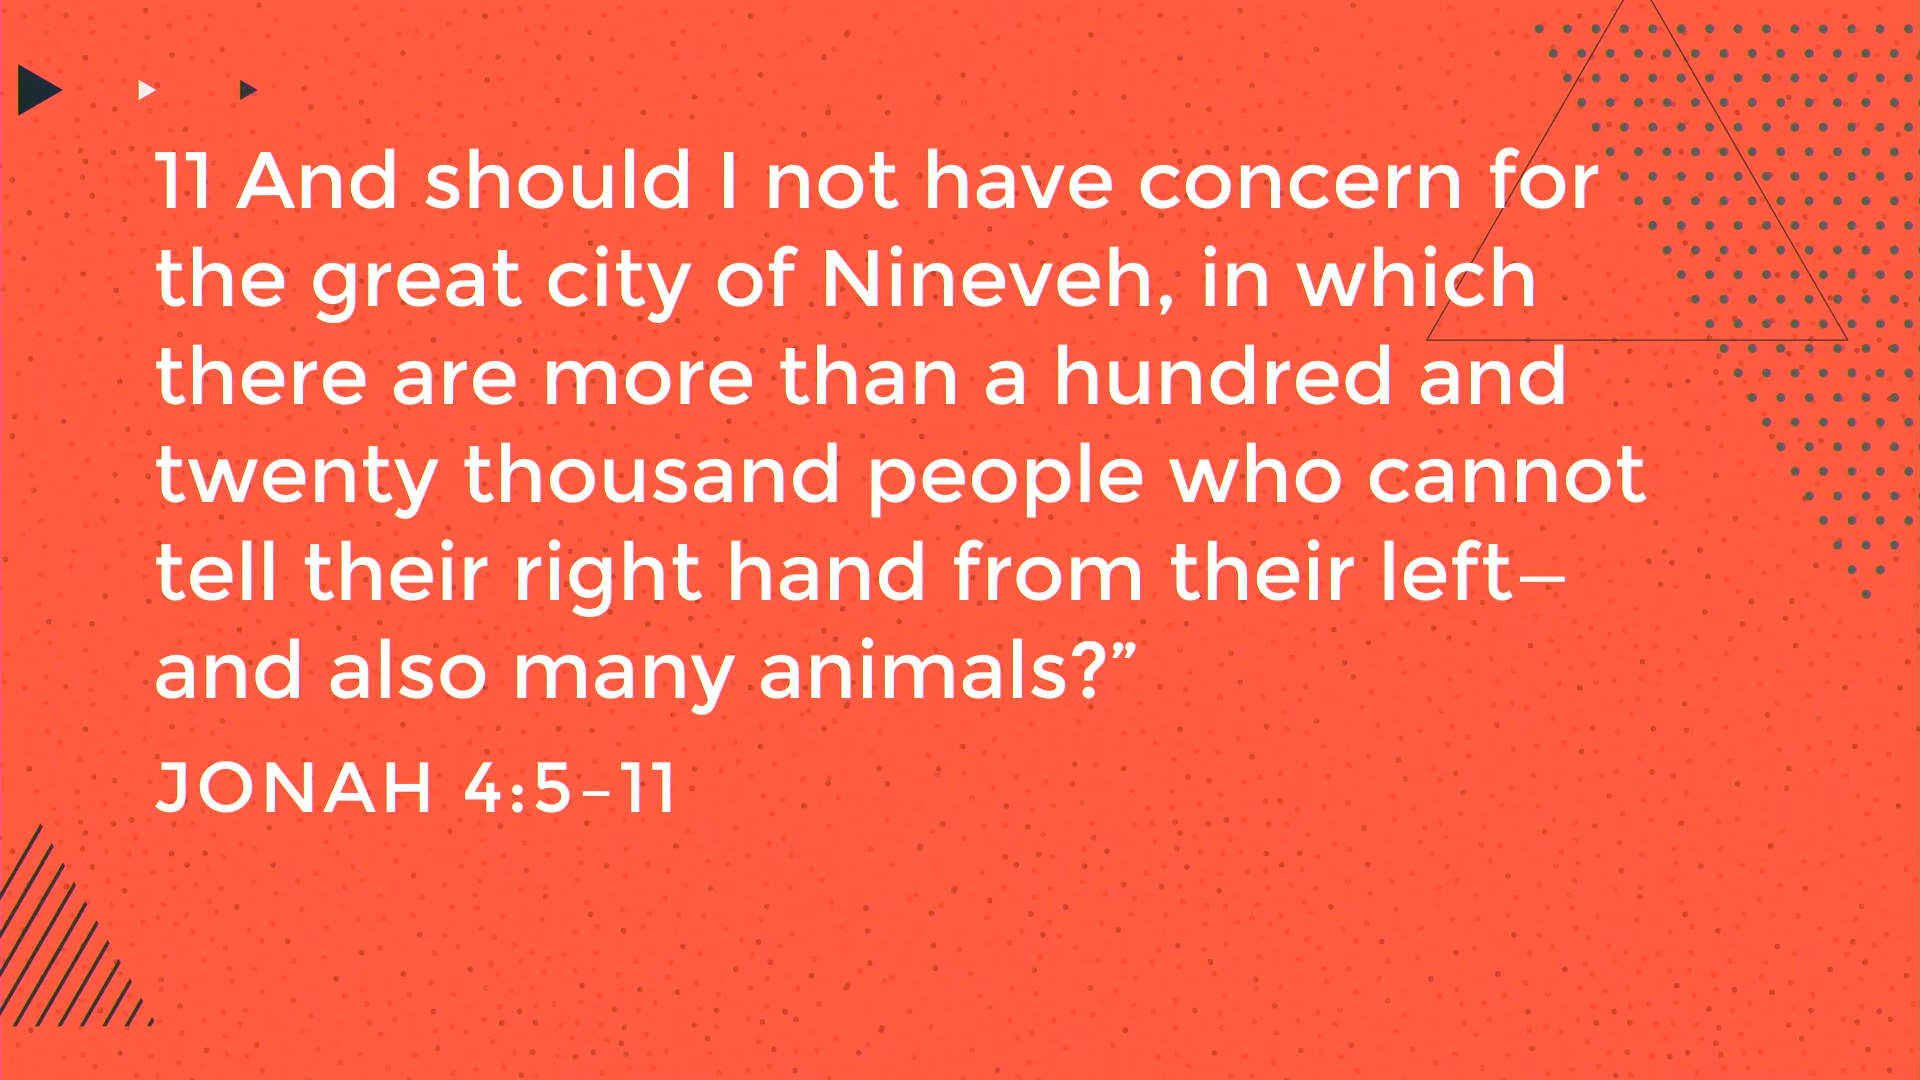 11 And should I not have concern for
the great city of Nineveh, in which
there are more than a hundred and
twenty thousand people who cannot
tell their right hand from their left—
and also many animals?”
JONAH 4:5–11